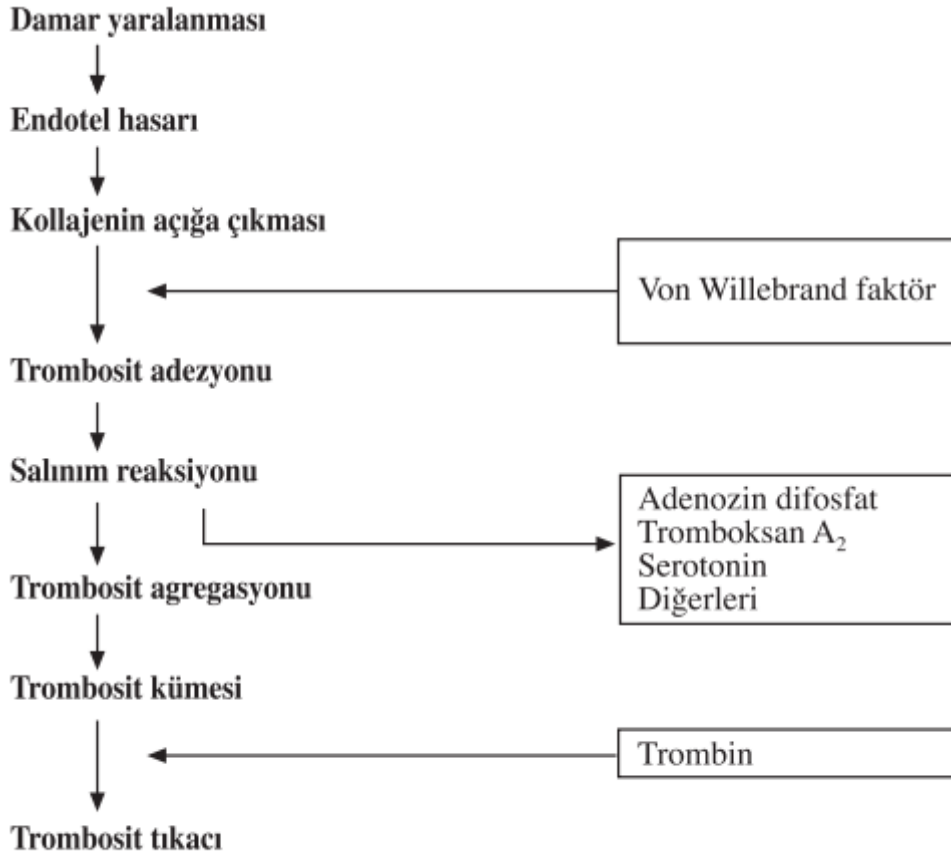 Damar yaralanması
Endotel hasarı
Kollajenin açığa çıkması
Von Willebrand faktör
Trombosit adezyonu
Salınım reaksiyonu
Adenozin difosfat
Tromboksan A₂
Serotonin
Diğerleri
Trombosit agregasyonu
Trombosit kümesi
Trombin
Trombosit tıkacı